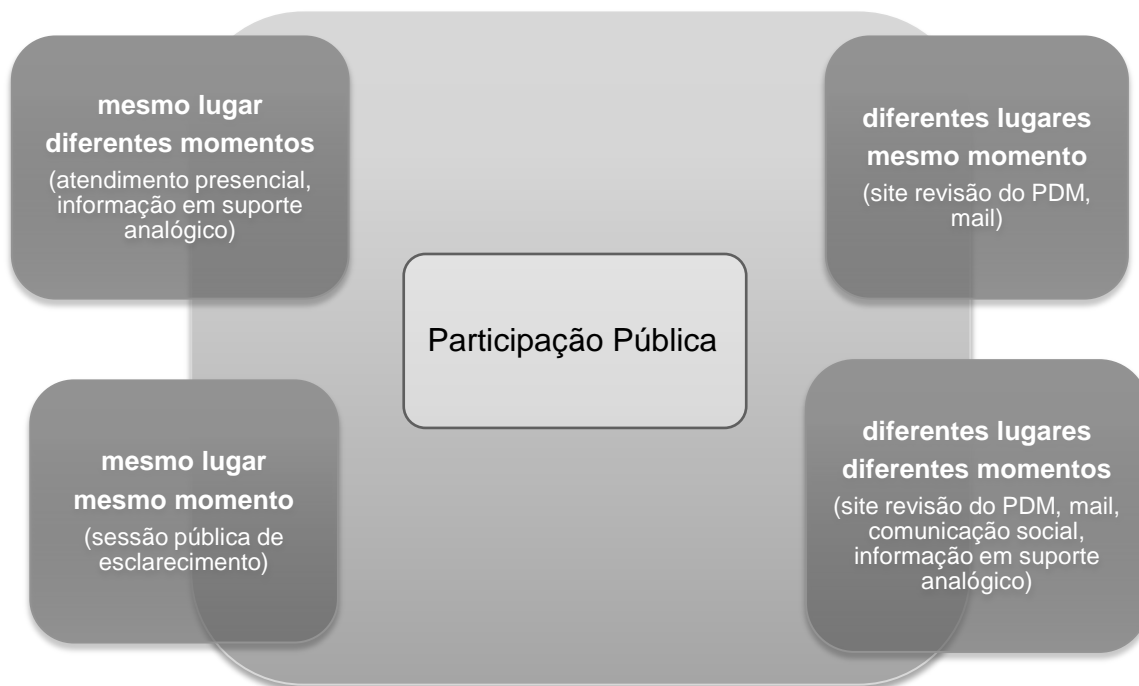 mesmo lugar
diferentes momentos
(atendimento presencial,
informação em suporte
analógico)
diferentes lugares
mesmo momento
(site revisão do PDM,
mail)
Participação Pública
mesmo lugar
mesmo momento
(sessão pública de
esclarecimento)
diferentes lugares
diferentes momentos
(site revisão do PDM, mail,
comunicação social,
informação em suporte
analógico)